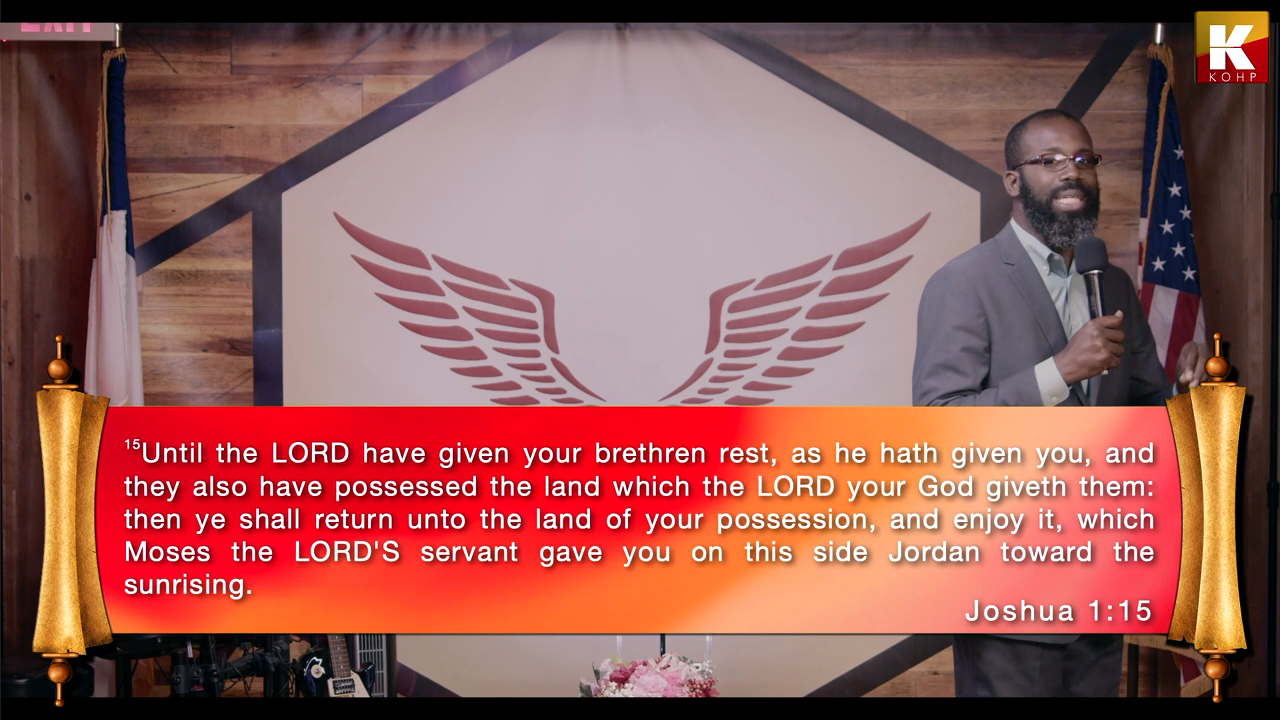 EXIT
K
KOHP
¹⁵Until the LORD have given your brethren rest, as he hath given you, and
they also have possessed the land which the LORD your God giveth them:
then ye shall return unto the land of your possession, and enjoy it, which
Moses the LORD'S servant gave you on this side Jordan toward the
sunrising.
Joshua 1:15